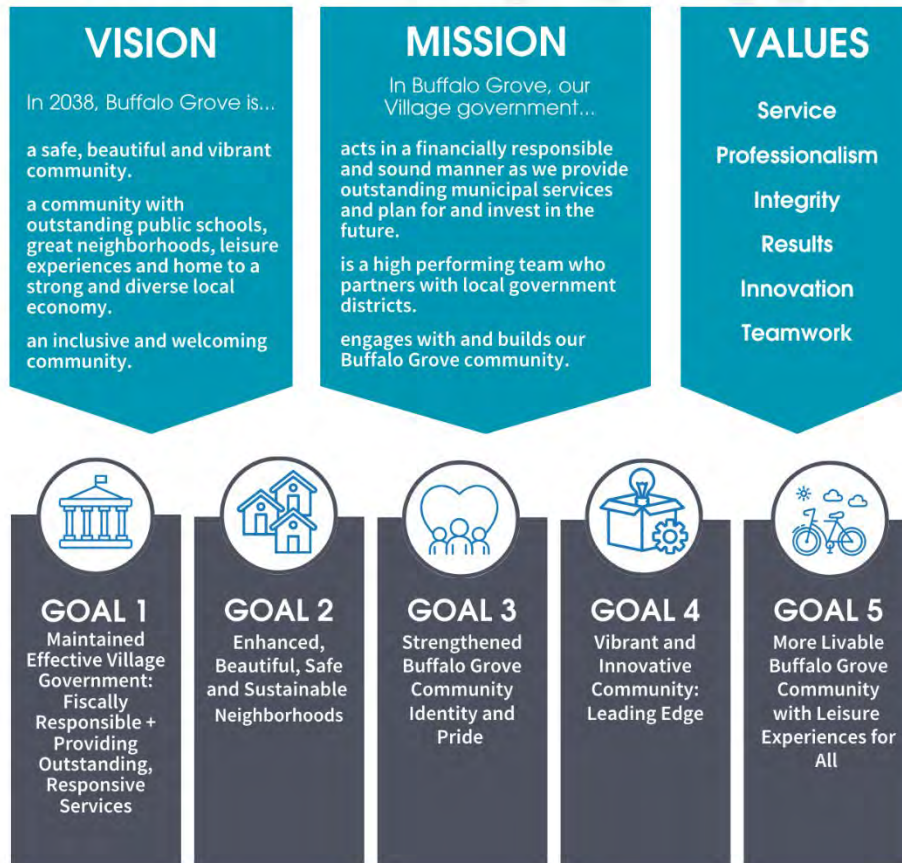 VISION
In 2038, Buffalo Grove is...
a safe, beautiful and vibrant
community.
a community with
outstanding public schools,
great neighborhoods, leisure
experiences and home to a
strong and diverse local
economy.
an inclusive and welcoming
community.
MISSION
In Buffalo Grove, our
Village government...
acts in a financially responsible
and sound manner as we provide
outstanding municipal services
and plan for and invest in the
future.
is a high performing team who
partners with local government
districts.
engages with and builds our
Buffalo Grove community.
VALUES
Service
Professionalism
Integrity
Results
Innovation
Teamwork
GOAL 1
Maintained
Effective Village
Government:
Fiscally
Responsible +
Providing
Outstanding,
Responsive
Services
GOAL 2
Enhanced,
Beautiful, Safe
and Sustainable
Neighborhoods
GOAL 3
Strengthened
Buffalo Grove
Community
Identity and
Pride
GOAL 4
Vibrant and
Innovative
Community:
Leading Edge
GOAL 5
More Livable
Buffalo Grove
Community
with Leisure
Experiences for
All